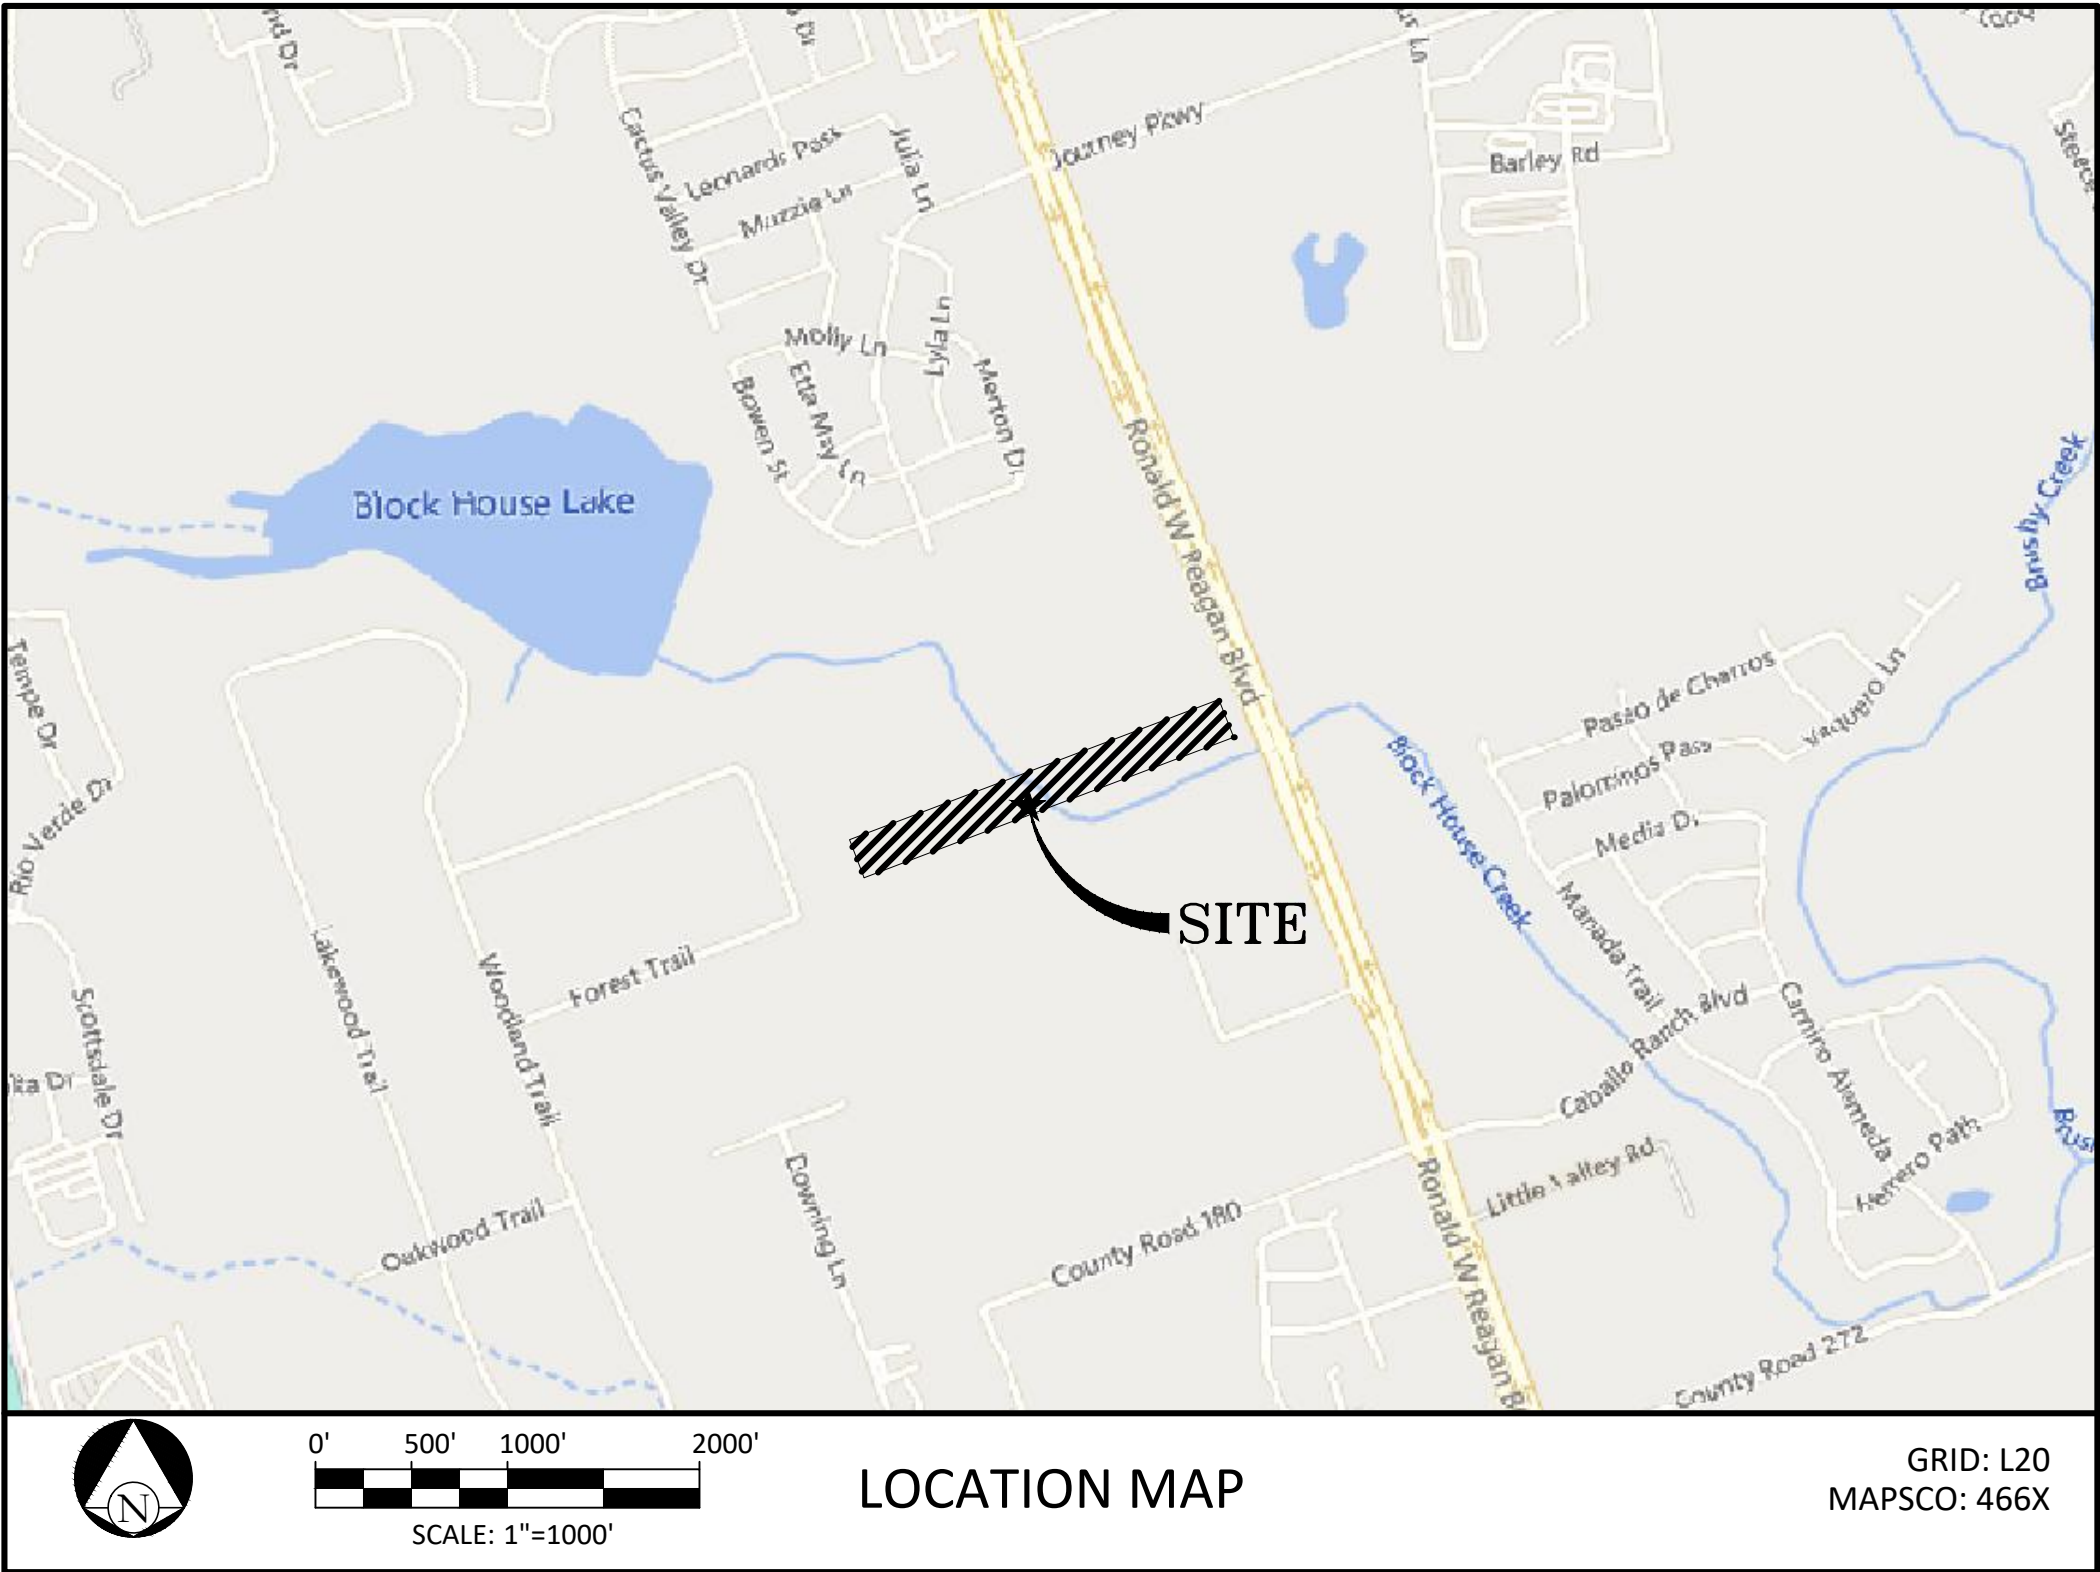 Cactus Valley Dr
Leonards Pass
Julia Ln
Journey Pkwy
Barley Rd
Muzzie Ln
Molly Ln
Lyla Ln
Merton Dr
Etta May Ln
Bowen St
Ronald W Reagan Blvd
Block House Lake
Brushy Creek
Tempe Dr
Rio Verde Dr
Paseo de Charros
Vaquero Ln
Palominos Pass
Media Dr
Block House Creek
Manada Trail
SITE
Lakewood Trail
Woodland Trail
Forest Trail
Scottsdale Dr
Caballo Ranch Blvd
Camino Alameda
Herrero Path
Little Valley Rd
Downing Ln
Oakwood Trail
County Road 180
Ronald W Reagan B
County Road 272
N
0' 500' 1000' 2000'
SCALE: 1"=1000'
LOCATION MAP
GRID: L20
MAPSCO: 466X